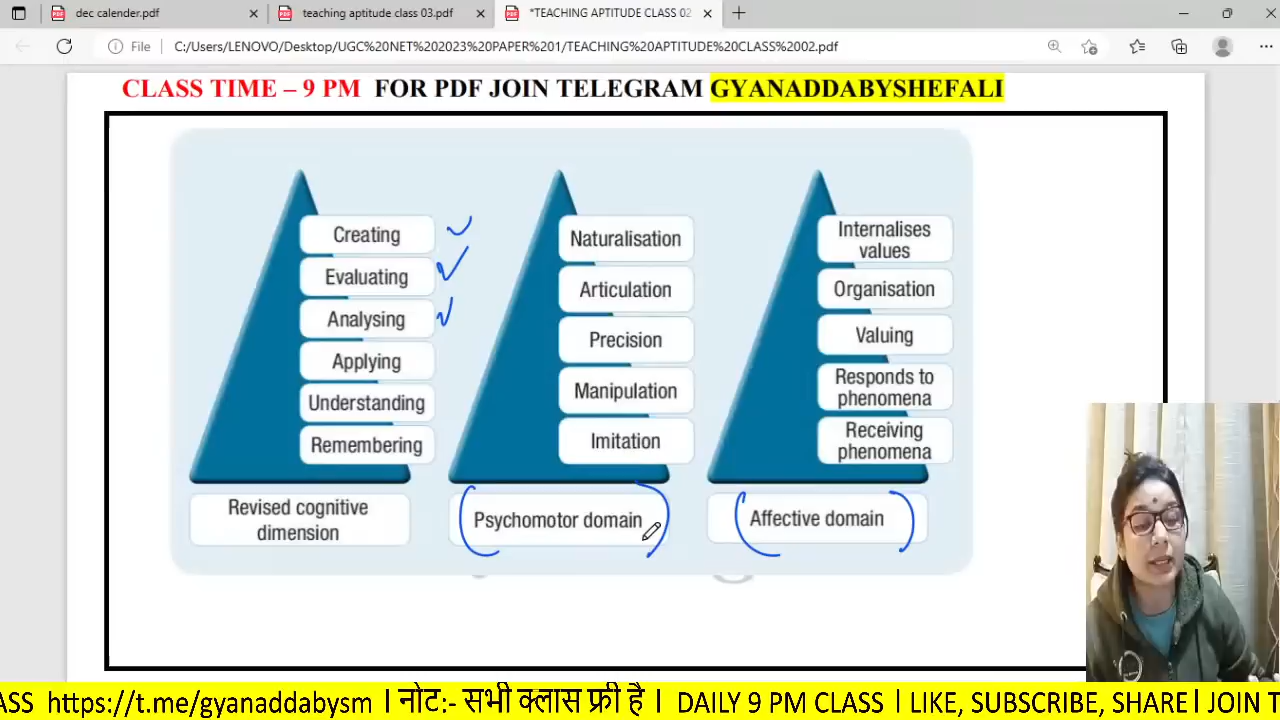 dec calender.pdf
teaching aptitude class 03.pdf
*TEACHING APTITUDE CLASS 02
File
C:/Users/LENOVO/Desktop/UGC%20NET%202023%20PAPER%201/TEACHING%20APTITUDE%20CLASS%2002.pdf
CLASS TIME – 9 PM FOR PDF JOIN TELEGRAM GYANADDABYSHEFALI
Creating
Evaluating
Analysing
Applying
Understanding
Remembering
Revised cognitive
dimension
Naturalisation
Articulation
Precision
Manipulation
Imitation
Psychomotor domain
Internalises
values
Organisation
Valuing
Responds to
phenomena
Receiving
phenomena
Affective domain
ASS https://t.me/gyanaddabysm । नोट:- सभी क्लास फ्री है । DAILY 9 PM CLASS । LIKE, SUBSCRIBE, SHARE। JOIN T